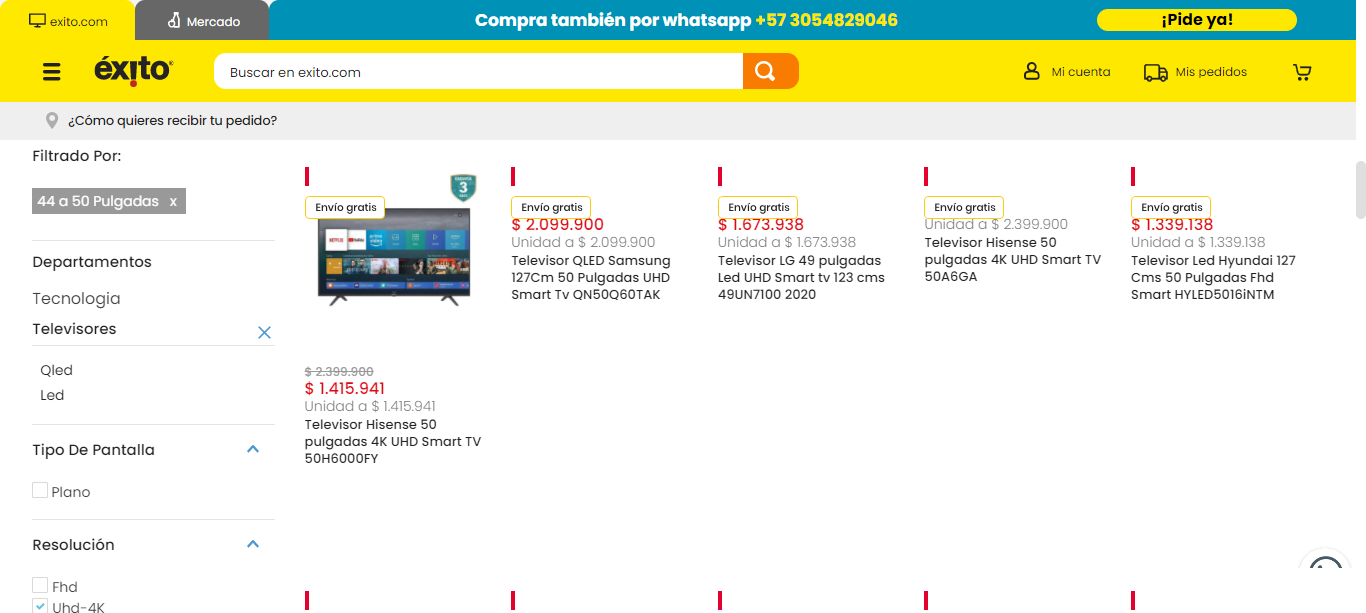 exito.com
Mercado
Compra también por whatsapp +57 3054829046
¡Pide ya!
éxito
Buscar en exito.com
Mi cuenta
Mis pedidos
¿Cómo quieres recibir tu pedido?
Filtrado Por:
44 a 50 Pulgadas x
Departamentos
Tecnologia
Televisores
Qled
Led
Tipo De Pantalla
Plano
Resolución
Fhd
Uhd-4K
3
Envío gratis
$ 2.399.900
$ 1.415.941
Unidad a $ 1.415.941
Televisor Hisense 50
pulgadas 4K UHD Smart TV
50H6000FY
Envío gratis
$ 2.099.900
Unidad a $ 2.099.900
Televisor QLED Samsung
127Cm 50 Pulgadas UHD
Smart Tv QN50Q60TAK
Envío gratis
$ 1.673.938
Unidad a $ 1.673.938
Televisor LG 49 pulgadas
Led UHD Smart tv 123 cms
49UN7100 2020
Envío gratis
Unidad a $ 2.399.900
Televisor Hisense 50
pulgadas 4K UHD Smart TV
50A6GA
Envío gratis
$ 1.339.138
Unidad a $ 1.339.138
Televisor Led Hyundai 127
Cms 50 Pulgadas Fhd
Smart HYLED5016iNTM